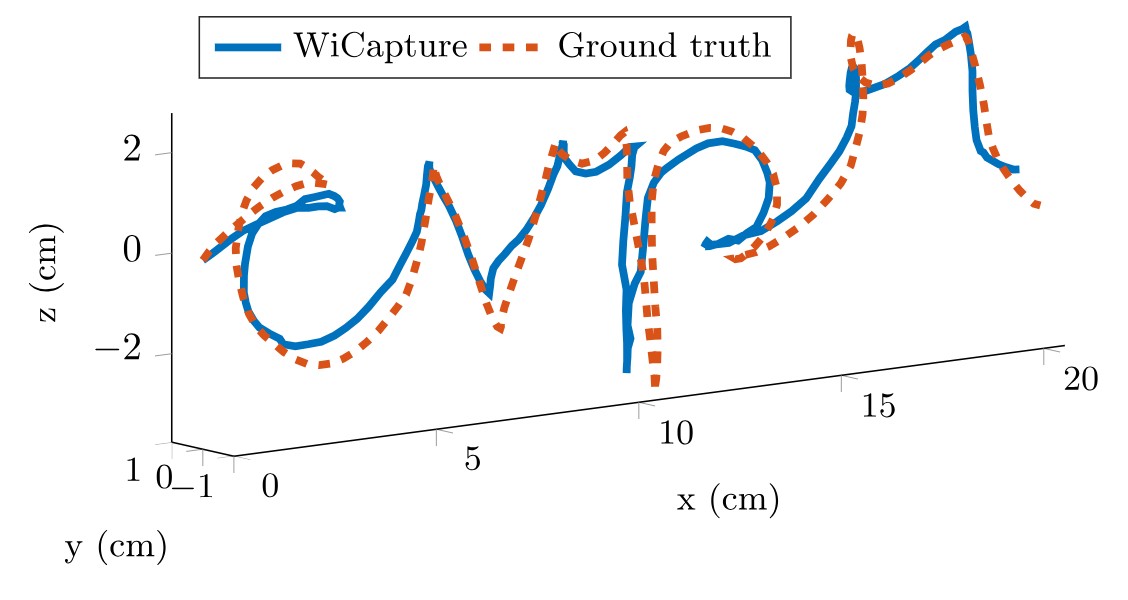 WiCapture Ground truth
2
0
−2
z (cm)
1 0 −1
y (cm)
0 5 10 15 20
x (cm)